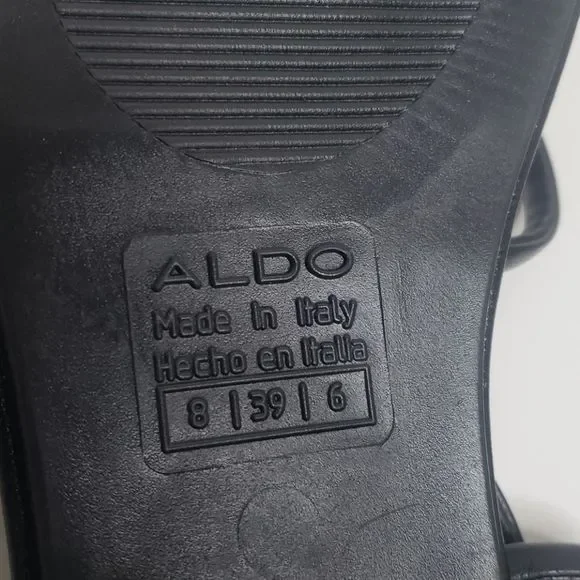 ALDO
Made in Italy
Hecho en Italia
8 | 39 | 6